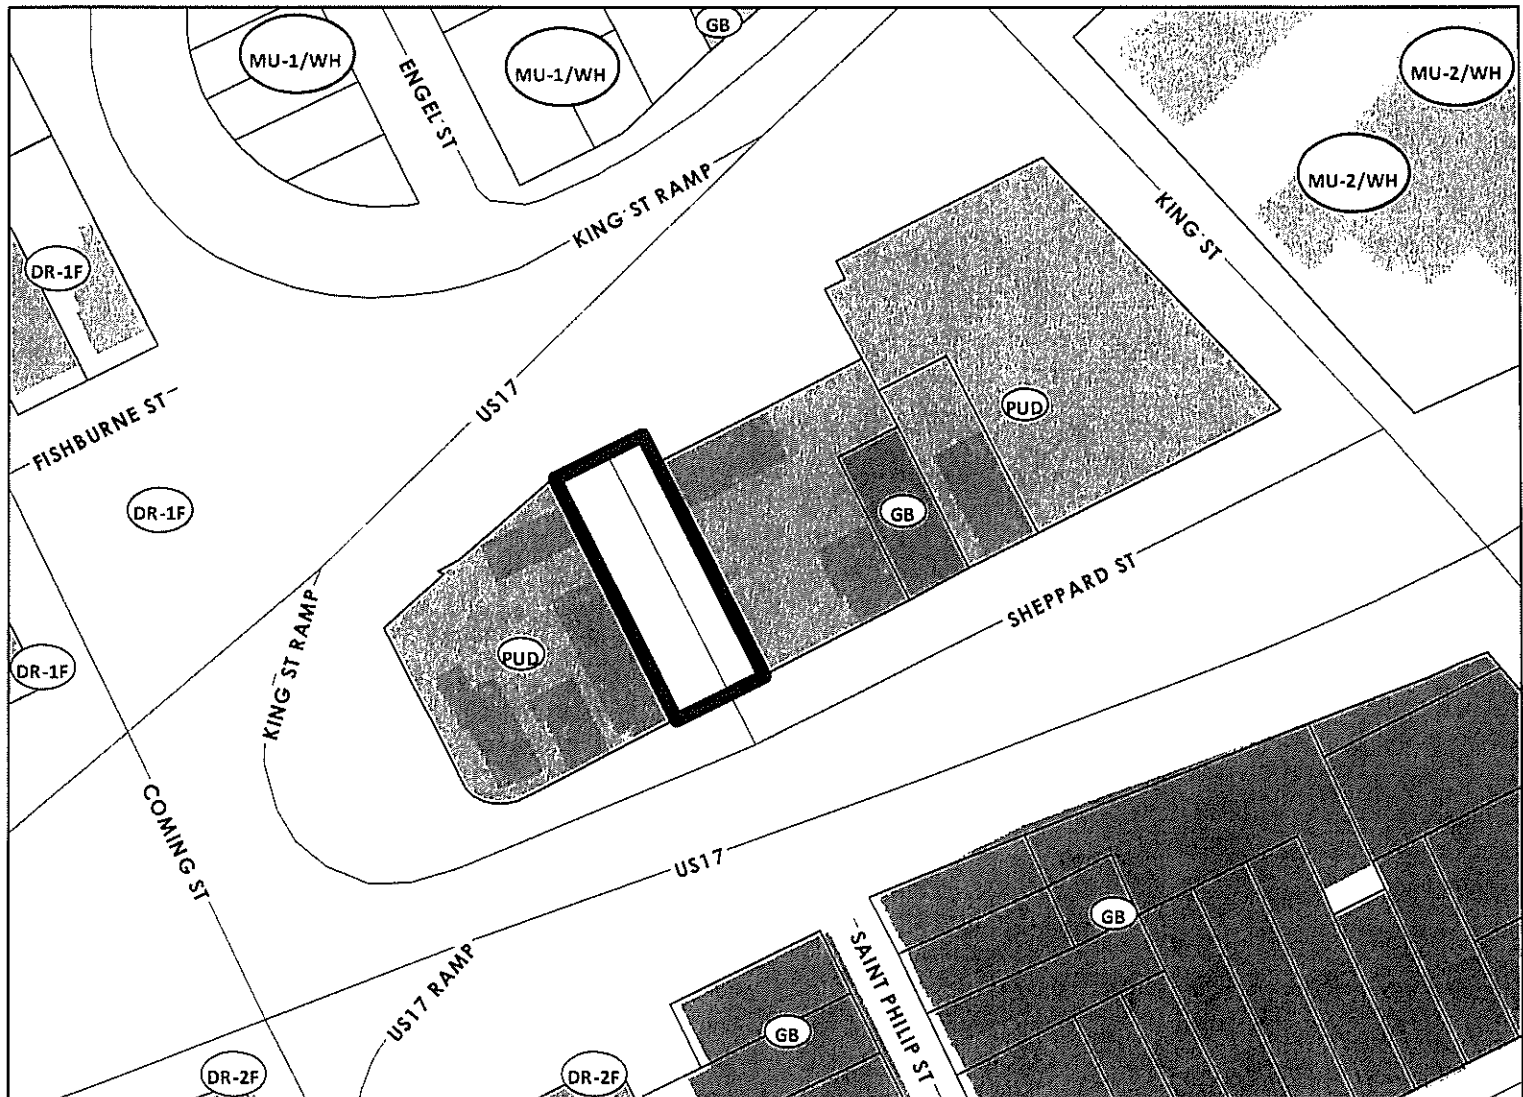 GB
MU-1/WH
MU-1/WH
MU-2/WH
ENGEL ST
MU-2/WH
KING ST RAMP
KING ST
DR-1F
US17
PUD
FISHBURNE ST
DR-1F
GB
SHEPPARD ST
KING ST RAMP
PUD
DR-1F
COMING ST
US17
GB
SAINT PHILIP ST
US17 RAMP
GB
DR-2F
DR-2F